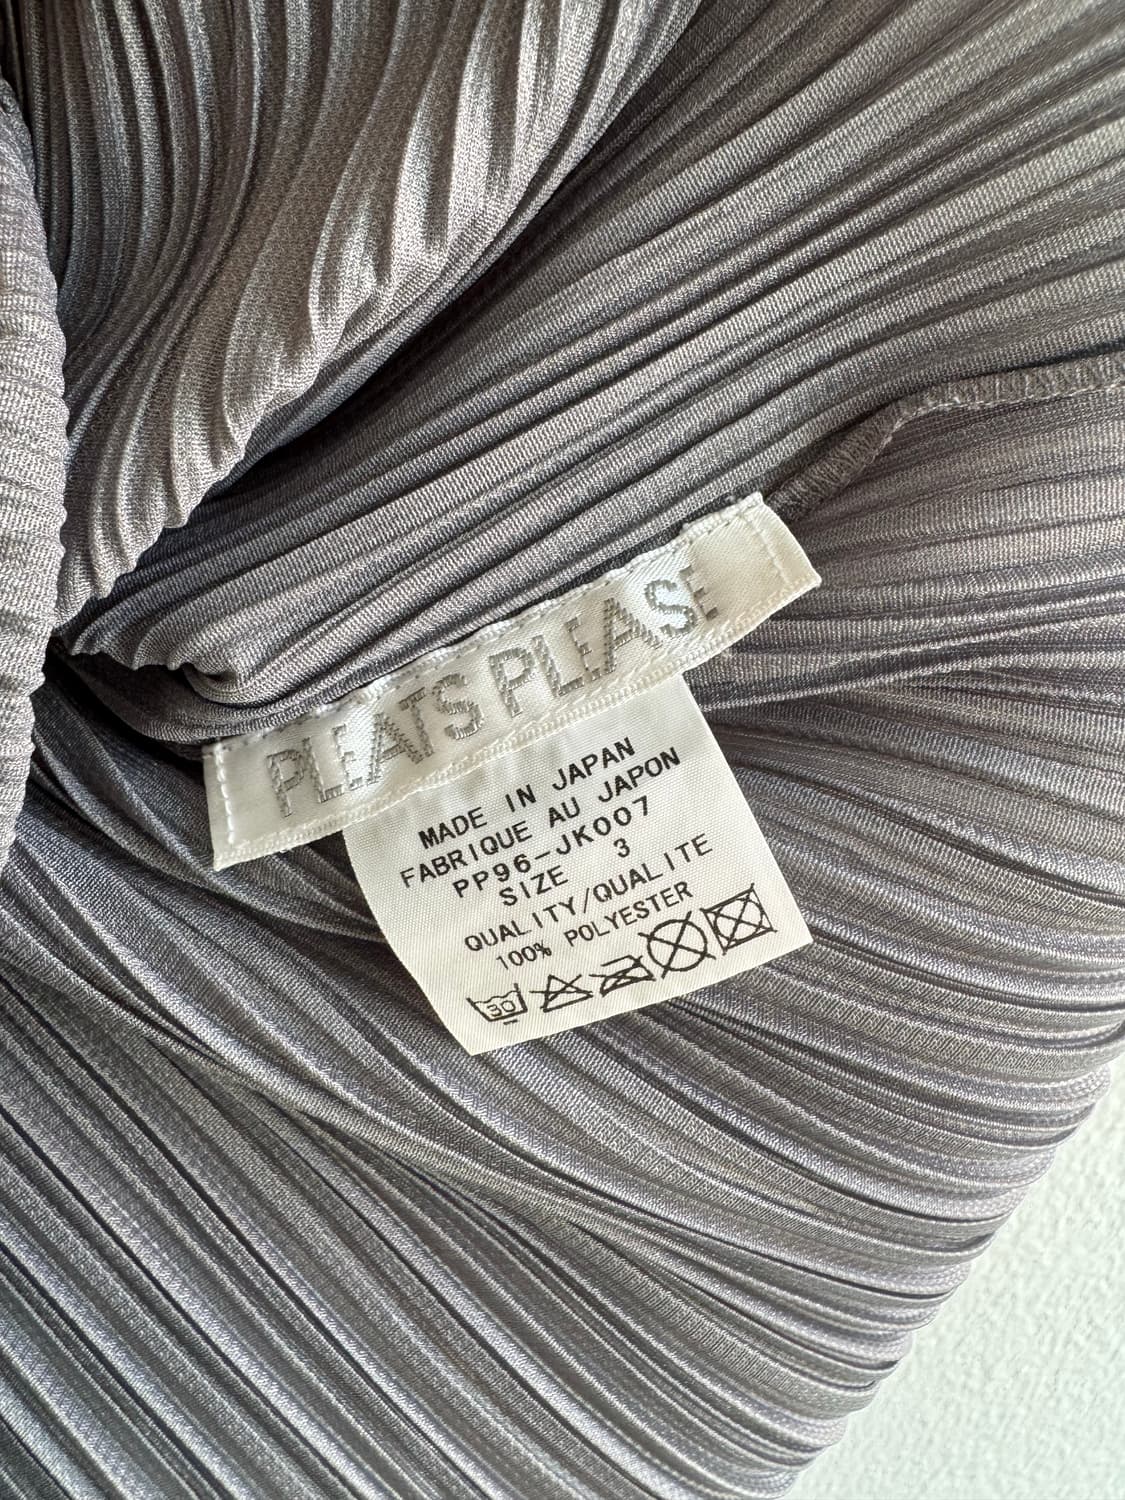 PLEATS PLEASE
MADE IN JAPAN
FABRIQUE AU JAPON
PP96-JK007
SIZE 3
QUALITY/QUALITE
100% POLYESTER
30